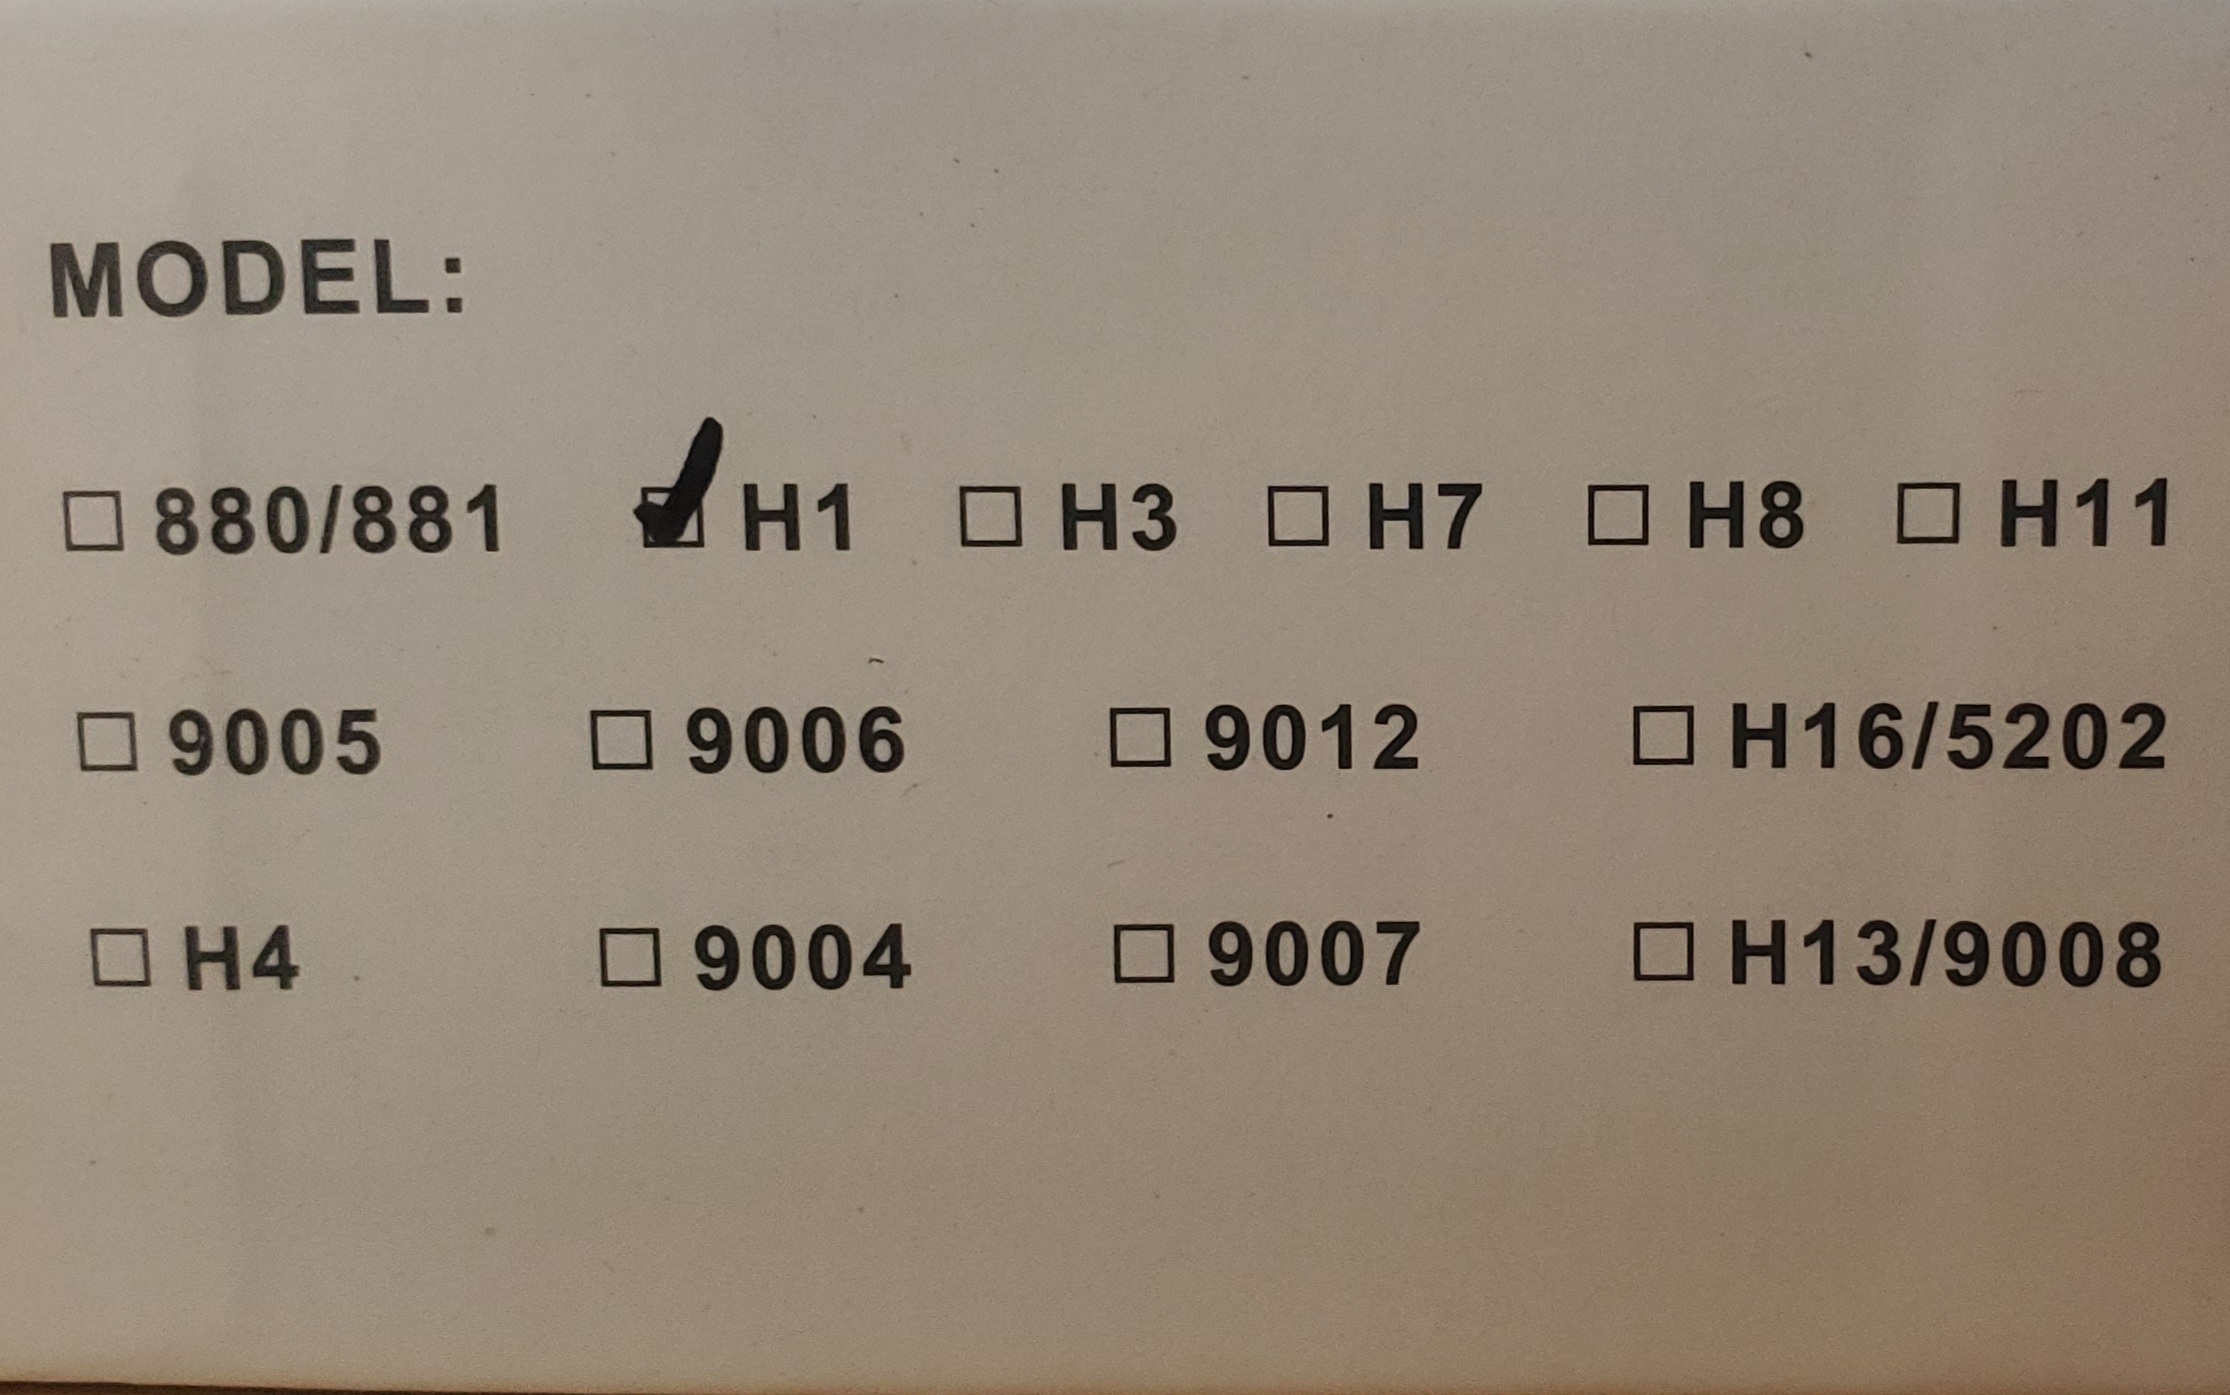 MODEL:
☐ 880/881 ☑ H1 ☐ H3 ☐ H7 ☐ H8 ☐ H11
☐ 9005 ☐ 9006 ☐ 9012 ☐ H16/5202
☐ H4 ☐ 9004 ☐ 9007 ☐ H13/9008